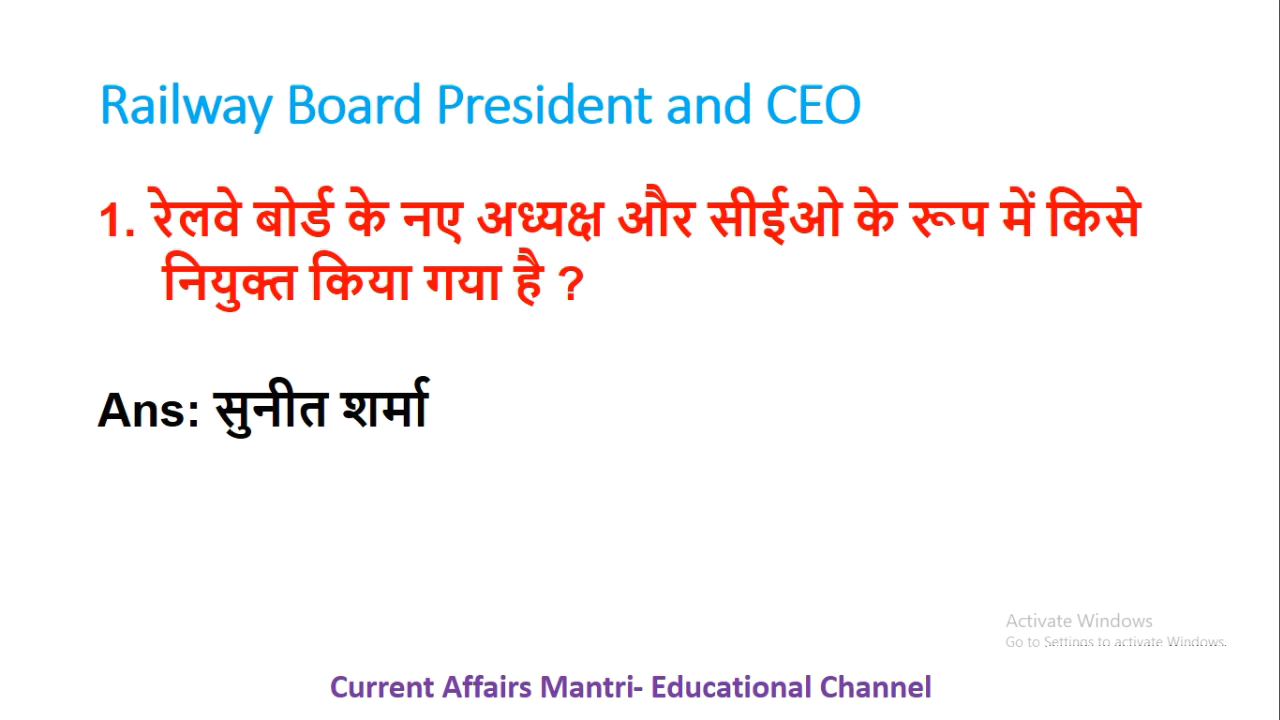 Railway Board President and CEO
1. रेलवे बोर्ड के नए अध्यक्ष और सीईओ के रूप में किसे
नियुक्त किया गया है ?
Ans: सुनीत शर्मा
Activate Windows
Go to Settings to activate Windows.
Current Affairs Mantri- Educational Channel